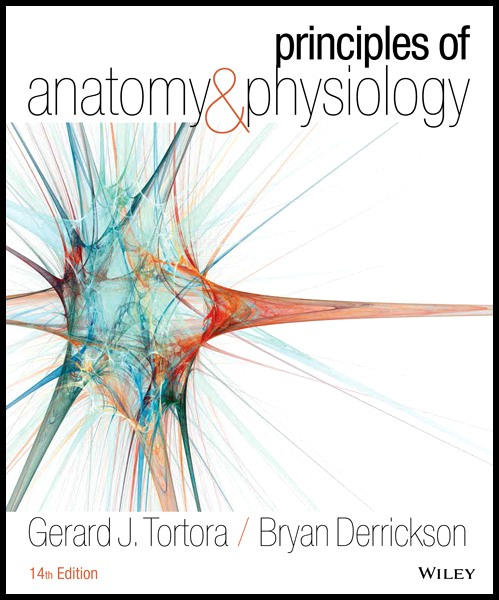 principles of
anatomy&physiology
Gerard J. Tortora / Bryan Derrickson
14th Edition
WILEY